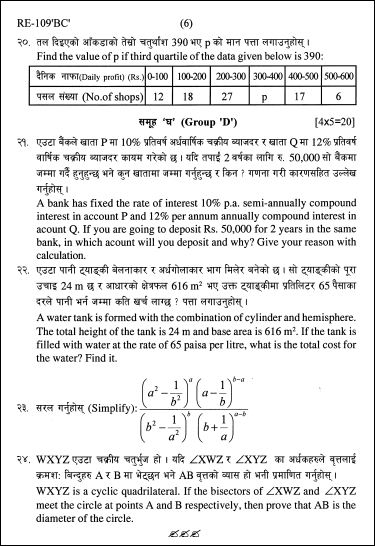 RE-109'BC' (6)
२०. तल दिइएको आँकडाको तेस्रो चतुर्थांश 390 भए p को मान पत्ता लगाउनुहोस् ।
Find the value of p if third quartile of the data given below is 390:
दैनिक नाफा(Daily profit) (Rs.) 0-100 100-200 200-300 300-400 400-500 500-600
पसल संख्या (No.of shops) 12 18 27 p 17 6
समूह 'घ' (Group 'D') [4x5=20]
२१. एउटा बैंकले खाता P मा 10% प्रतिवर्ष अर्धवार्षिक चक्रीय ब्याजदर र खाता Q मा 12% प्रतिवर्ष
वार्षिक चक्रीय ब्याजदर कायम गरेको छ । यदि तपाईं 2 वर्षका लागि रु. 50,000 सो बैंकमा
जम्मा गर्दै हुनुहुन्छ भने कुन खातामा जम्मा गर्नुहुन्छ र किन ? गणना गरी कारणसहित उल्लेख
गर्नुहोस् ।
A bank has fixed the rate of interest 10% p.a. semi-annually compound
interest in account P and 12% per annum annually compound interest in
acount Q. If you are going to deposit Rs. 50,000 for 2 years in the same
bank, in which acount will you deposit and why? Give your reason with
calculation.
२२. एउटा पानी ट्याङ्की बेलनाकार र अर्धगोलाकार भाग मिलेर बनेको छ । सो ट्याङ्कीको पूरा
उचाइ 24 m छ र आधारको क्षेत्रफल 616 m² भए उक्त ट्याङ्कीमा प्रतिलिटर 65 पैसाका
दरले पानी भर्न जम्मा कति खर्च लाग्छ ? पत्ता लगाउनुहोस् ।
A water tank is formed with the combination of cylinder and hemisphere.
The total height of the tank is 24 m and base area is 616 m². If the tank is
filled with water at the rate of 65 paisa per litre, what is the total cost for
the water? Find it.
२३. सरल गर्नुहोस् (Simplify): \frac{\left(a^2-\frac{1}{b^2}\right)^a \left(a-\frac{1}{b}\right)^{b-a}}{\left(b^2-\frac{1}{a^2}\right)^b \left(b+\frac{1}{a}\right)^{a-b}}
२४. WXYZ एउटा चक्रीय चतुर्भुज हो । यदि ∠XWZ र ∠XYZ का अर्धकहरुले वृत्तलाई
क्रमशः बिन्दुहरु A र B मा भेट्छन् भने AB वृत्तको व्यास हो भनी प्रमाणित गर्नुहोस् ।
WXYZ is a cyclic quadrilateral. If the bisectors of ∠XWZ and ∠XYZ
meet the circle at points A and B respectively, then prove that AB is the
diameter of the circle.